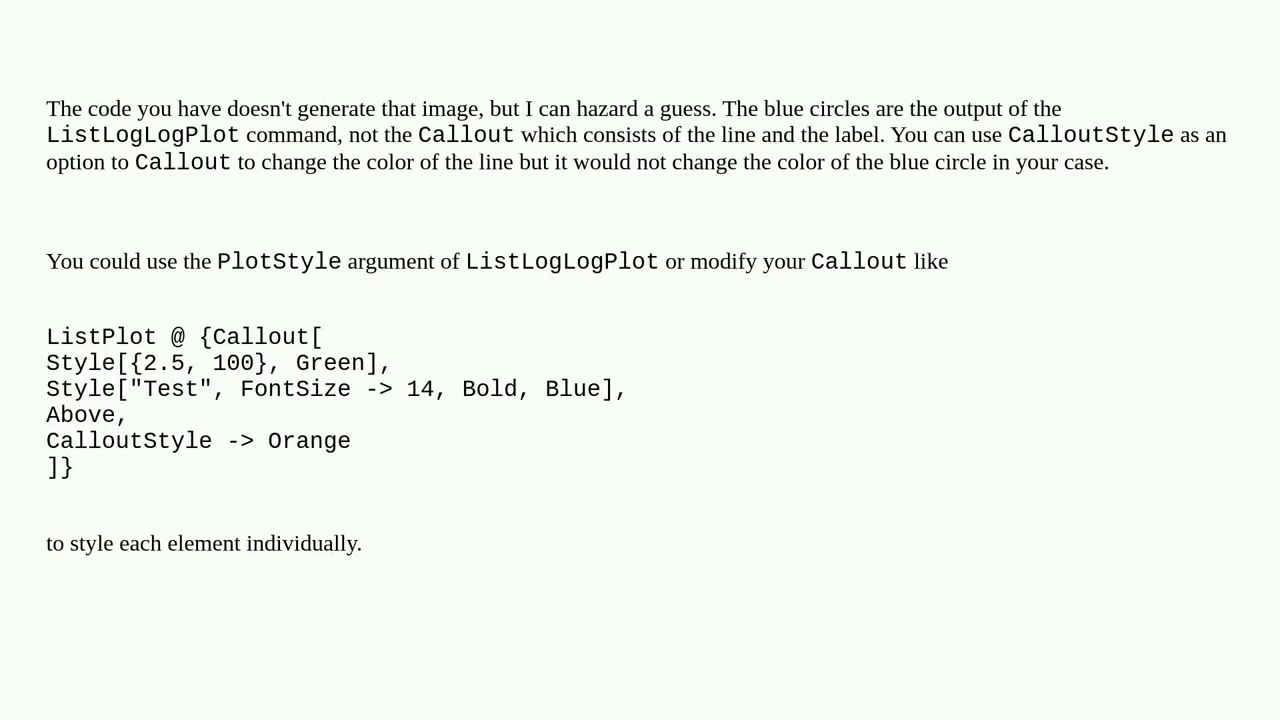 The code you have doesn't generate that image, but I can hazard a guess. The blue circles are the output of the
ListLogLogPlot command, not the Callout which consists of the line and the label. You can use CalloutStyle as an
option to Callout to change the color of the line but it would not change the color of the blue circle in your case.
You could use the PlotStyle argument of ListLogLogPlot or modify your Callout like
ListPlot @ {Callout[
Style[{2.5, 100}, Green],
Style["Test", FontSize -> 14, Bold, Blue],
Above,
CalloutStyle -> Orange
]}
to style each element individually.